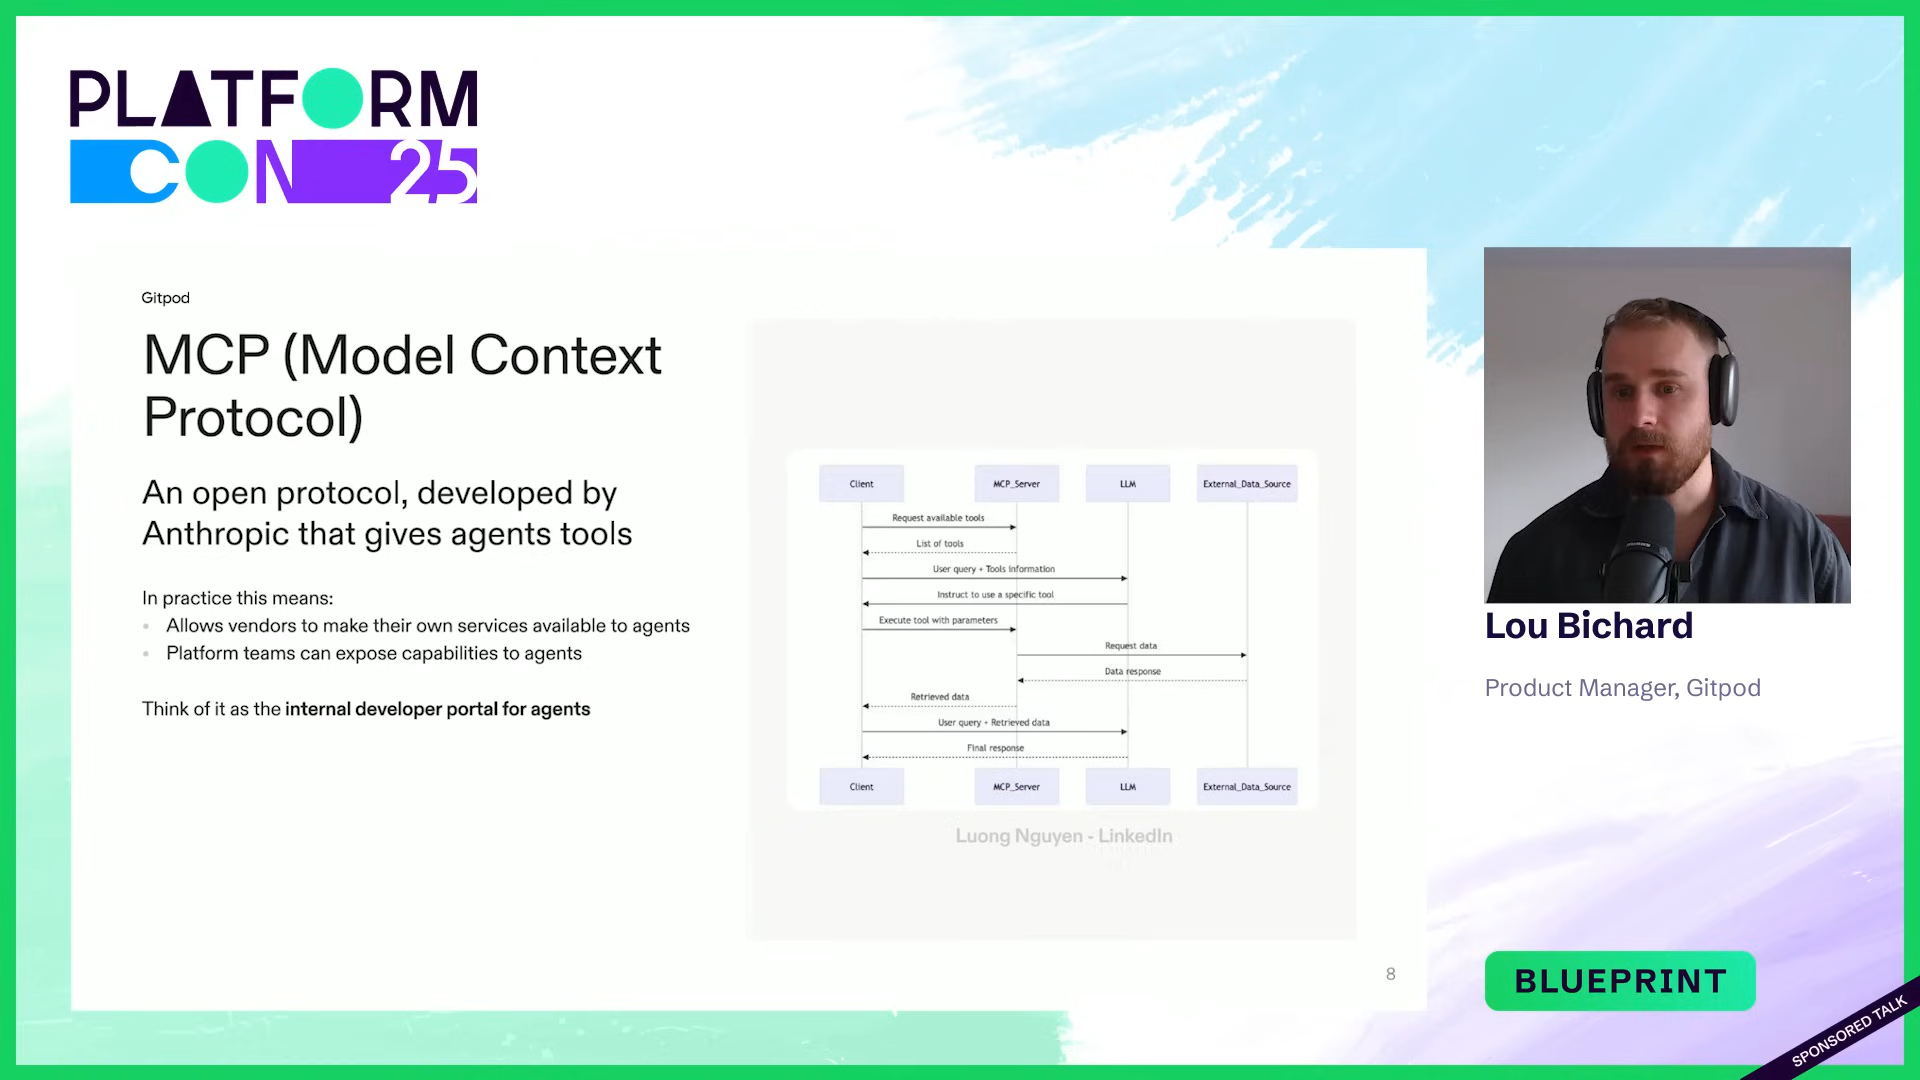 PLATFORM
CON 25
Gitpod
MCP (Model Context
Protocol)
An open protocol, developed by
Anthropic that gives agents tools
In practice this means:
Allows vendors to make their own services available to agents
Platform teams can expose capabilities to agents
Think of it as the internal developer portal for agents
Client
MCP_Server
LLM
External_Data_Source
Request available tools
List of tools
User query + Tools information
Instruct to use a specific tool
Execute tool with parameters
Request data
Data response
Retrieved data
User query + Retrieved data
Final response
Client
MCP_Server
LLM
External_Data_Source
Luong Nguyen - LinkedIn
8
Lou Bichard
Product Manager, Gitpod
BLUEPRINT
SPONSORED TALK